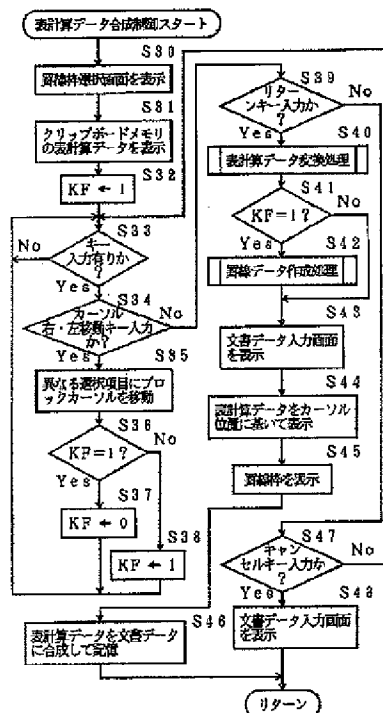 表計算データ合成制御スタート
S30
罫線枠選択画面を表示
S31
クリップボードメモリ
の表計算データを表示
S32
KF ← 1
S33
キー
入力有りか
?
No
Yes
S34
カーソル
右・左移動キー入力
か?
No
Yes
S35
異なる選択項目にブロ
ックカーソルを移動
S36
KF=1?
No
Yes
S37
KF ← 0
S38
KF ← 1
S39
リター
ンキー入力か
?
No
Yes
S40
表計算データ変換処理
S41
KF=1?
No
Yes
S42
罫線データ作成処理
S43
文書データ入力画面
を表示
S44
表計算データをカーソル
位置に基いて表示
S45
罫線枠を表示
S46
表計算データを文書データ
に合成して記憶
S47
キャン
セルキー入力か
?
No
Yes
S48
文書データ入力画面
を表示
リターン